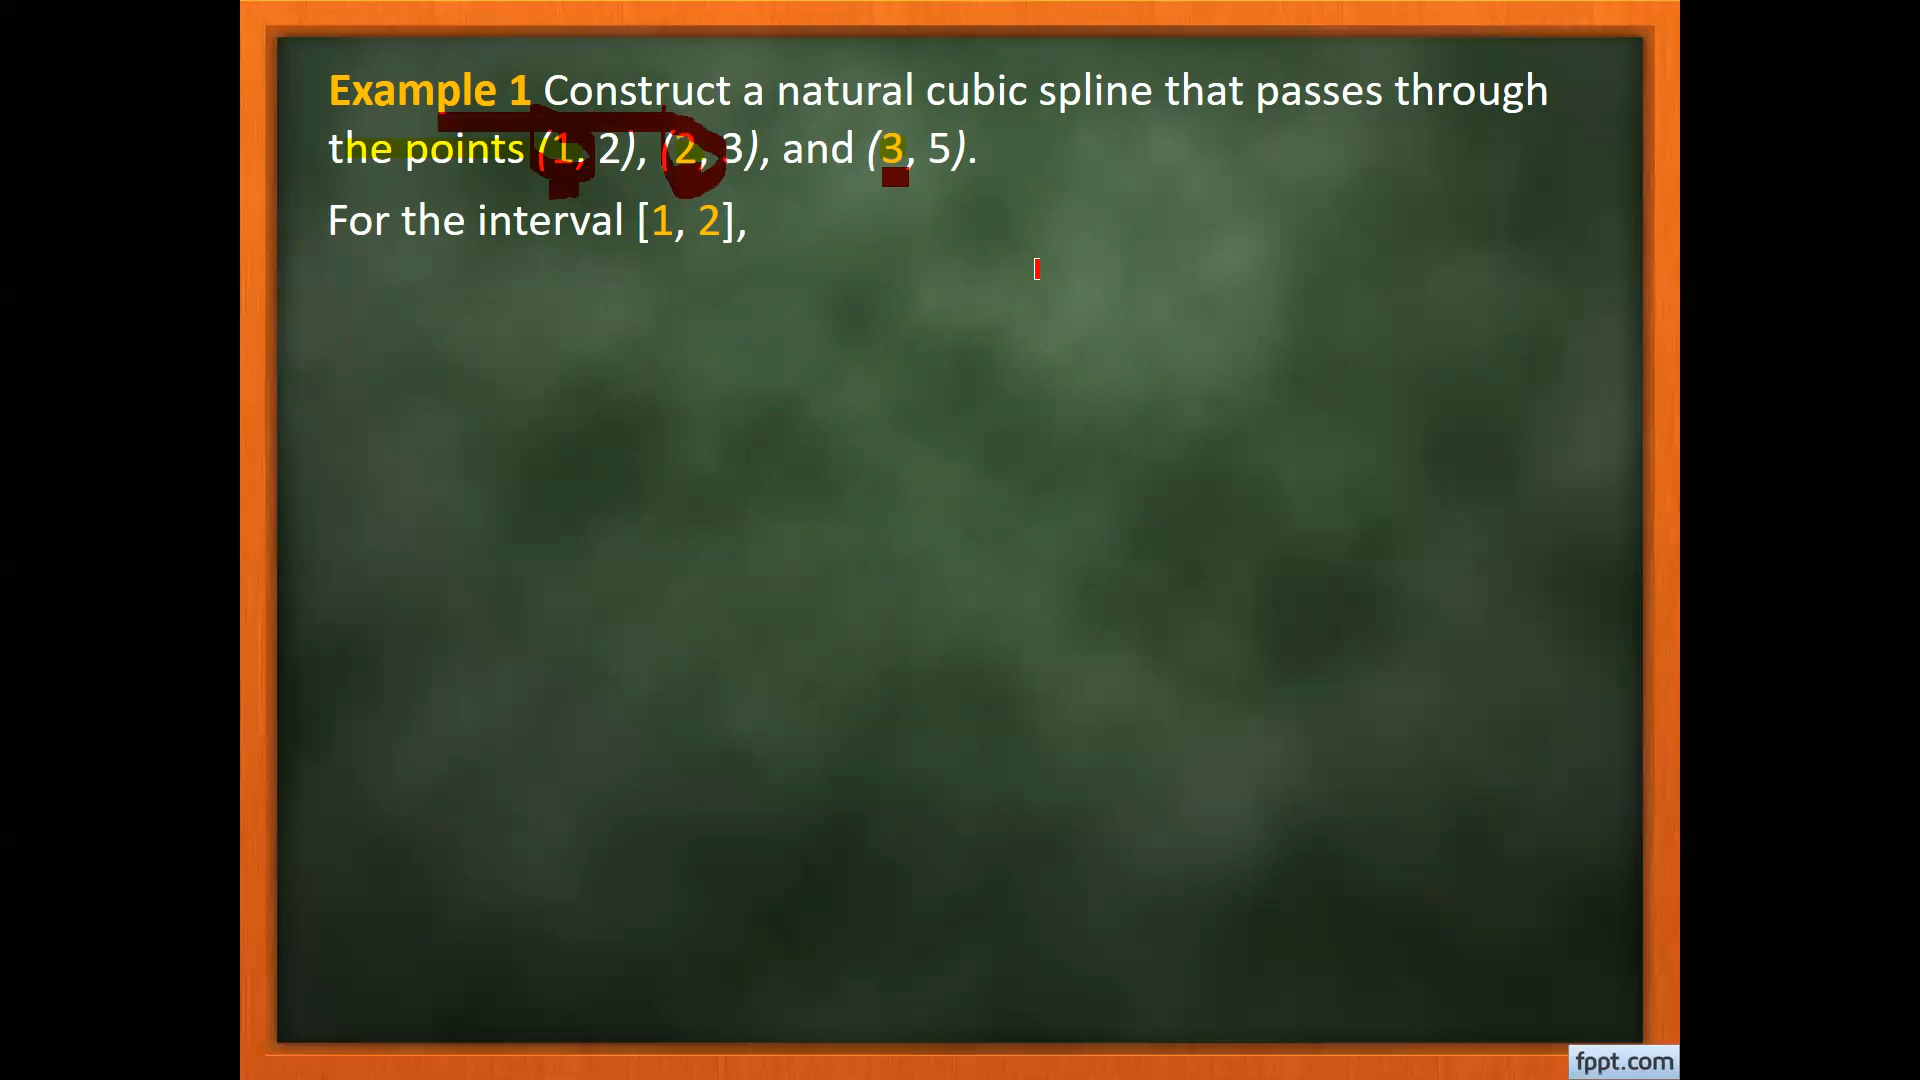 Example 1 Construct a natural cubic spline that passes through
the points (1, 2), (2, 3), and (3, 5).
For the interval [1, 2],
fppt.com